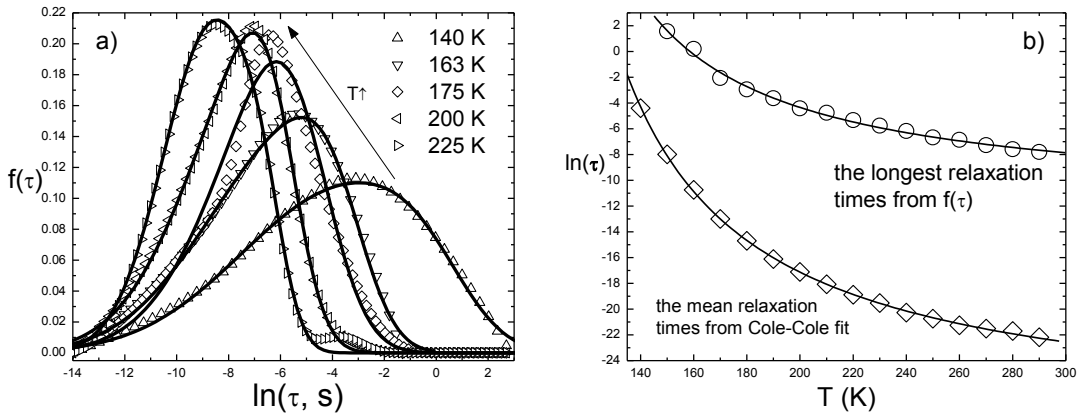 0.22
0.20
0.18
0.16
0.14
0.12
0.10
0.08
0.06
0.04
0.02
0.00
f(τ)
a)
140 K
163 K
175 K
200 K
225 K
T↑
-14 -12 -10 -8 -6 -4 -2 0 2
ln(τ, s)
2
0
-2
-4
-6
-8
-10
-12
-14
-16
-18
-20
-22
-24
ln(τ)
b)
the longest relaxation
times from f(τ)
the mean relaxation
times from Cole-Cole fit
140 160 180 200 220 240 260 280 300
T (K)